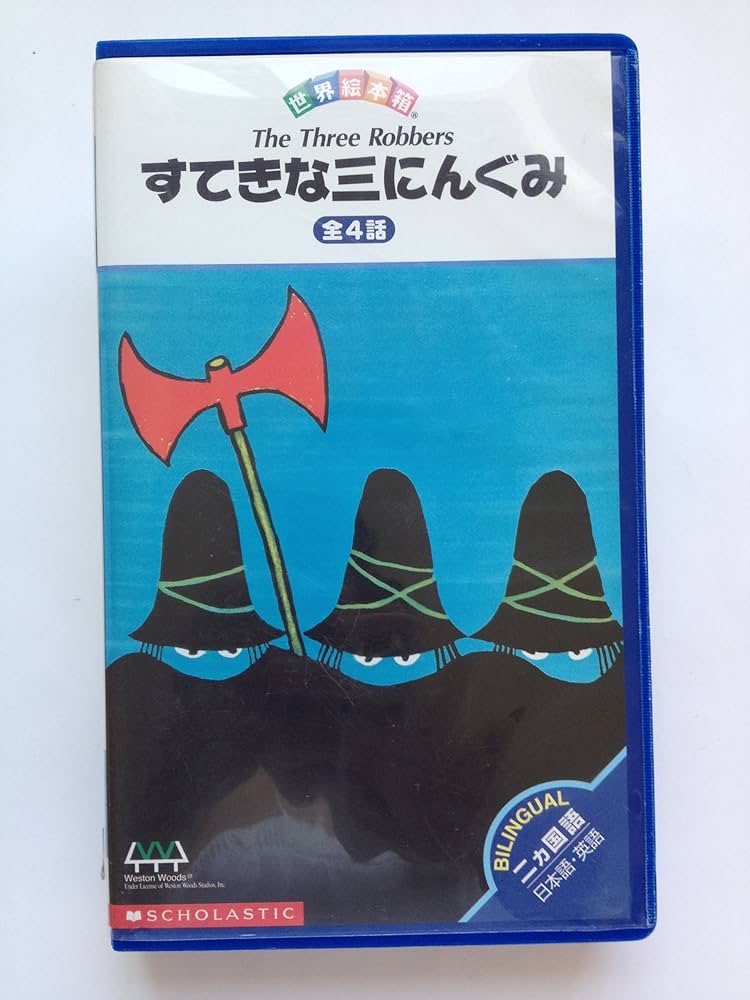 世界絵本箱®
The Three Robbers
すてきな三にんぐみ
全4話
BILINGUAL
二ヵ国語
日本語・英語
Weston Woods®
Under License of Weston Woods Studios, Inc.
SCHOLASTIC